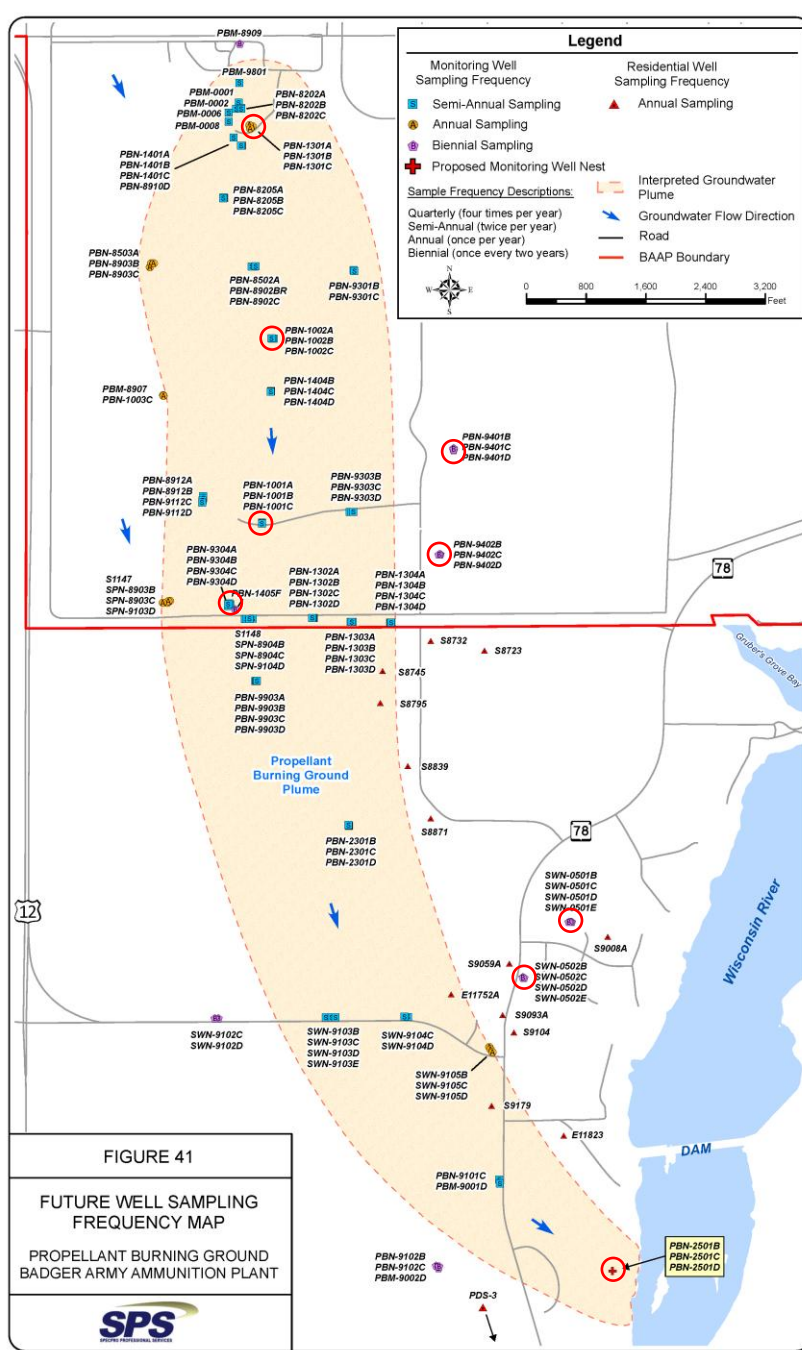 PBM-8909
PBM-9801
PBM-0001
PBM-0002
PBM-0006
PBM-0008
PBN-8202A
PBN-8202B
PBN-8202C
PBN-1301A
PBN-1301B
PBN-1301C
PBN-1401A
PBN-1401B
PBN-1401C
PBN-8910D
PBN-8205A
PBN-8205B
PBN-8205C
PBN-8503A
PBN-8903B
PBN-8903C
PBN-8502A
PBN-8902BR
PBN-8902C
PBN-9301B
PBN-9301C
PBN-1002A
PBN-1002B
PBN-1002C
PBM-8907
PBN-1003C
PBN-1404B
PBN-1404C
PBN-1404D
PBN-9401B
PBN-9401C
PBN-9401D
PBN-8912A
PBN-8912B
PBN-9112C
PBN-9112D
PBN-1001A
PBN-1001B
PBN-1001C
PBN-9303B
PBN-9303C
PBN-9303D
PBN-9402B
PBN-9402C
PBN-9402D
PBN-9304A
PBN-9304B
PBN-9304C
PBN-9304D
PBN-1405F
S1147
SPN-8903B
SPN-8903C
SPN-9103D
PBN-1302A
PBN-1302B
PBN-1302C
PBN-1302D
PBN-1304A
PBN-1304B
PBN-1304C
PBN-1304D
78
S1148
SPN-8904B
SPN-8904C
SPN-9104D
PBN-1303A
PBN-1303B
PBN-1303C
PBN-1303D
S8732
S8723
Gruber's Grove Bay
S8745
PBN-9903A
PBN-9903B
PBN-9903C
PBN-9903D
S8795
Propellant
Burning Ground
Plume
S8839
S8871
78
PBN-2301B
PBN-2301C
PBN-2301D
SWN-0501B
SWN-0501C
SWN-0501D
SWN-0501E
12
Wisconsin River
S9008A
S9059A
SWN-0502B
SWN-0502C
SWN-0502D
SWN-0502E
E11752A
S9093A
S9104
SWN-9102C
SWN-9102D
SWN-9103B
SWN-9103C
SWN-9103D
SWN-9103E
SWN-9104C
SWN-9104D
SWN-9105B
SWN-9105C
SWN-9105D
S9179
E11823
DAM
PBN-9101C
PBM-9001D
PBN-9102B
PBN-9102C
PBM-9002D
PBN-2501B
PBN-2501C
PBN-2501D
PDS-3
Legend
Monitoring Well
Sampling Frequency
S Semi-Annual Sampling
A Annual Sampling
B Biennial Sampling
Proposed Monitoring Well Nest
Residential Well
Sampling Frequency
Annual Sampling
Sample Frequency Descriptions:
Quarterly (four times per year)
Semi-Annual (twice per year)
Annual (once per year)
Biennial (once every two years)
Interpreted Groundwater
Plume
Groundwater Flow Direction
Road
BAAP Boundary
N
W E
S
0 800 1,600 2,400 3,200
Feet
FIGURE 41
FUTURE WELL SAMPLING
FREQUENCY MAP
PROPELLANT BURNING GROUND
BADGER ARMY AMMUNITION PLANT
SPS
SPECPRO PROFESSIONAL SERVICES